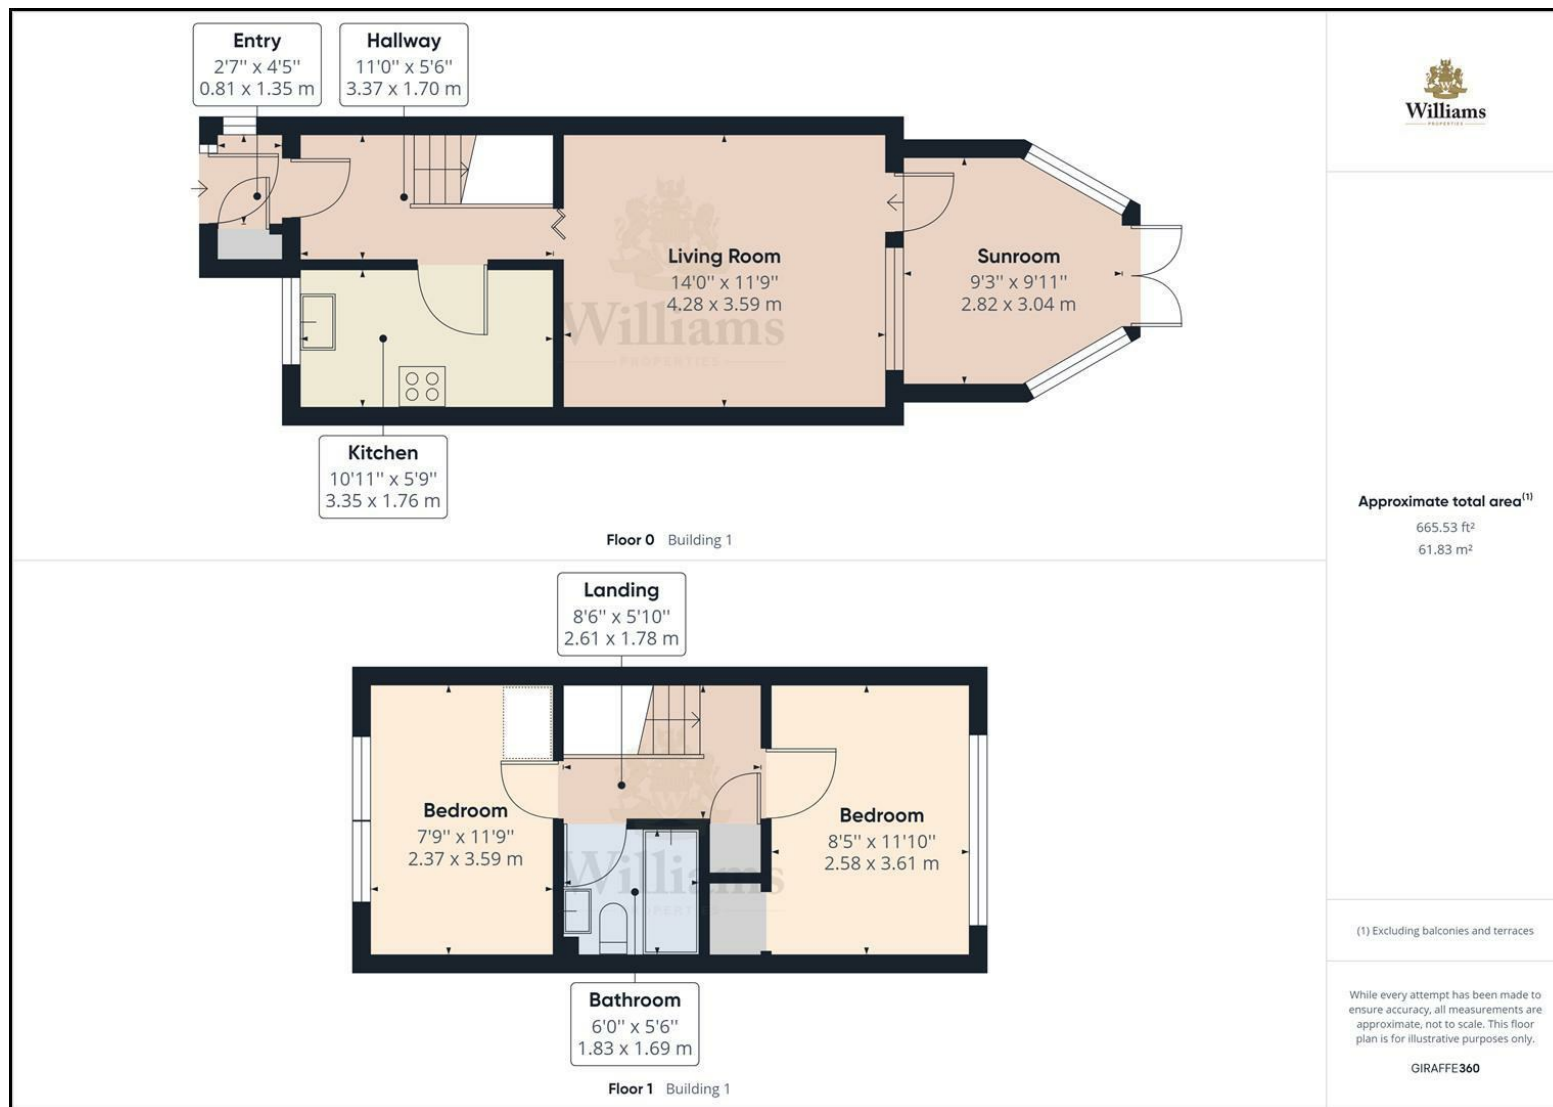 Entry
2'7'' x 4'5''
0.81 x 1.35 m
Hallway
11'0'' x 5'6''
3.37 x 1.70 m
Living Room
14'0'' x 11'9''
4.28 x 3.59 m
Sunroom
9'3'' x 9'11''
2.82 x 3.04 m
Williams
PROPERTIES
Kitchen
10'11'' x 5'9''
3.35 x 1.76 m
Floor 0 Building 1
Landing
8'6'' x 5'10''
2.61 x 1.78 m
Bedroom
7'9'' x 11'9''
2.37 x 3.59 m
Bedroom
8'5'' x 11'10''
2.58 x 3.61 m
Williams
PROPERTIES
Bathroom
6'0'' x 5'6''
1.83 x 1.69 m
Floor 1 Building 1
Williams
PROPERTIES
Approximate total area(1)
665.53 ft²
61.83 m²
(1) Excluding balconies and terraces
While every attempt has been made to
ensure accuracy, all measurements are
approximate, not to scale. This floor
plan is for illustrative purposes only.
GIRAFFE360